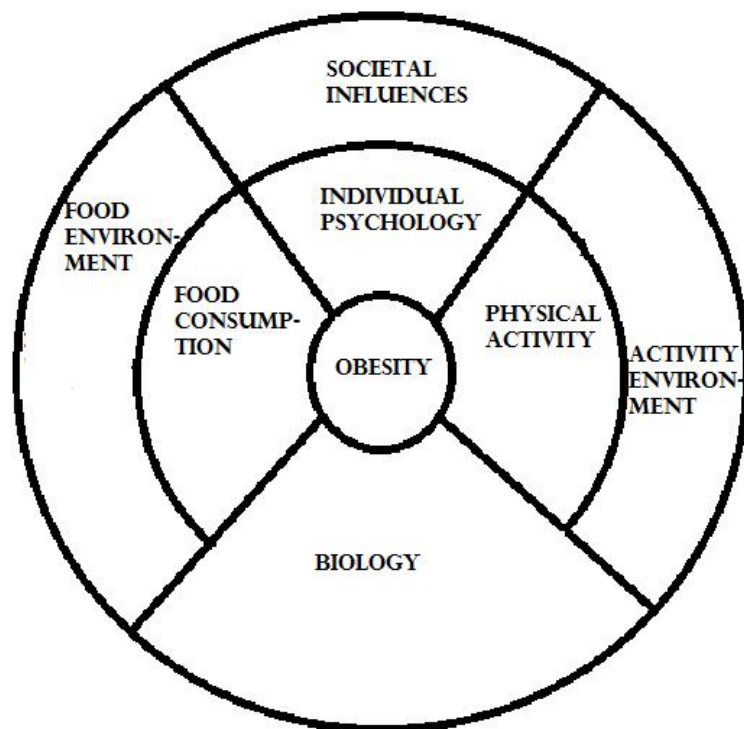 SOCIETAL
INFLUENCES
INDIVIDUAL
PSYCHOLOGY
FOOD
ENVIRON-
MENT
FOOD
CONSUMP-
TION
OBESITY
PHYSICAL
ACTIVITY
ACTIVITY
ENVIRON-
MENT
BIOLOGY